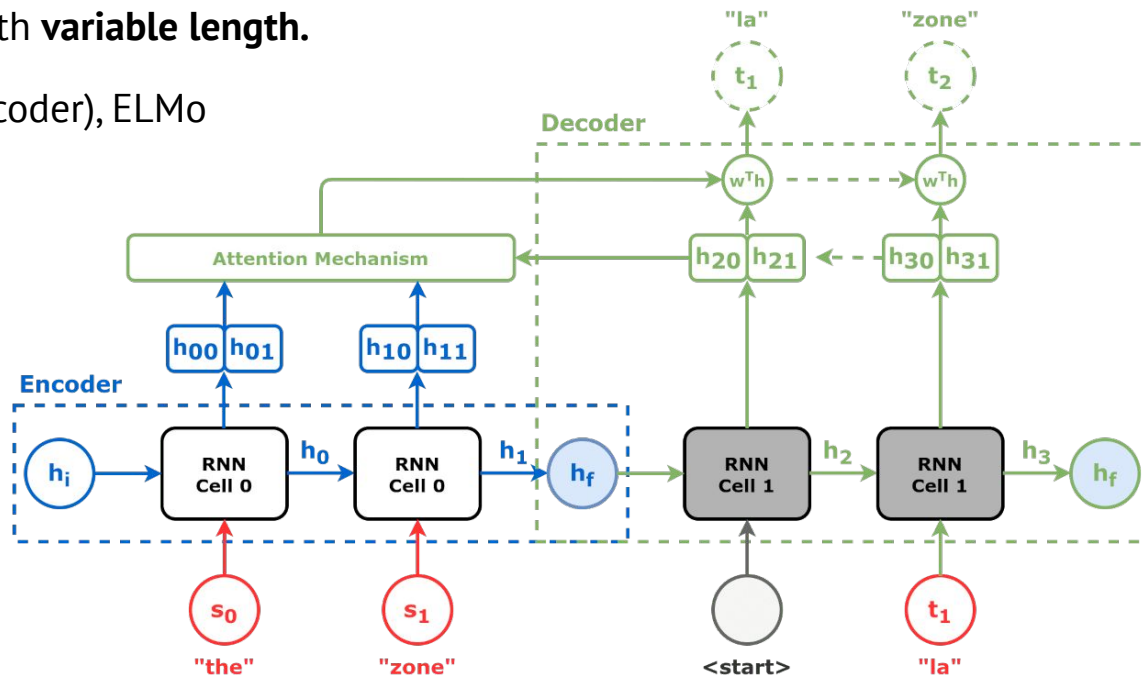 th variable length.
coder), ELMo
"la" "zone"
t1 t2
Decoder
wTh wTh
Attention Mechanism
h20 h21 h30 h31
h00 h01 h10 h11
Encoder
hi
RNN Cell 0
h0
RNN Cell 0
h1
hf
RNN Cell 1
h2
RNN Cell 1
h3
hf
s0 s1 t1
"the" "zone" <start> "la"